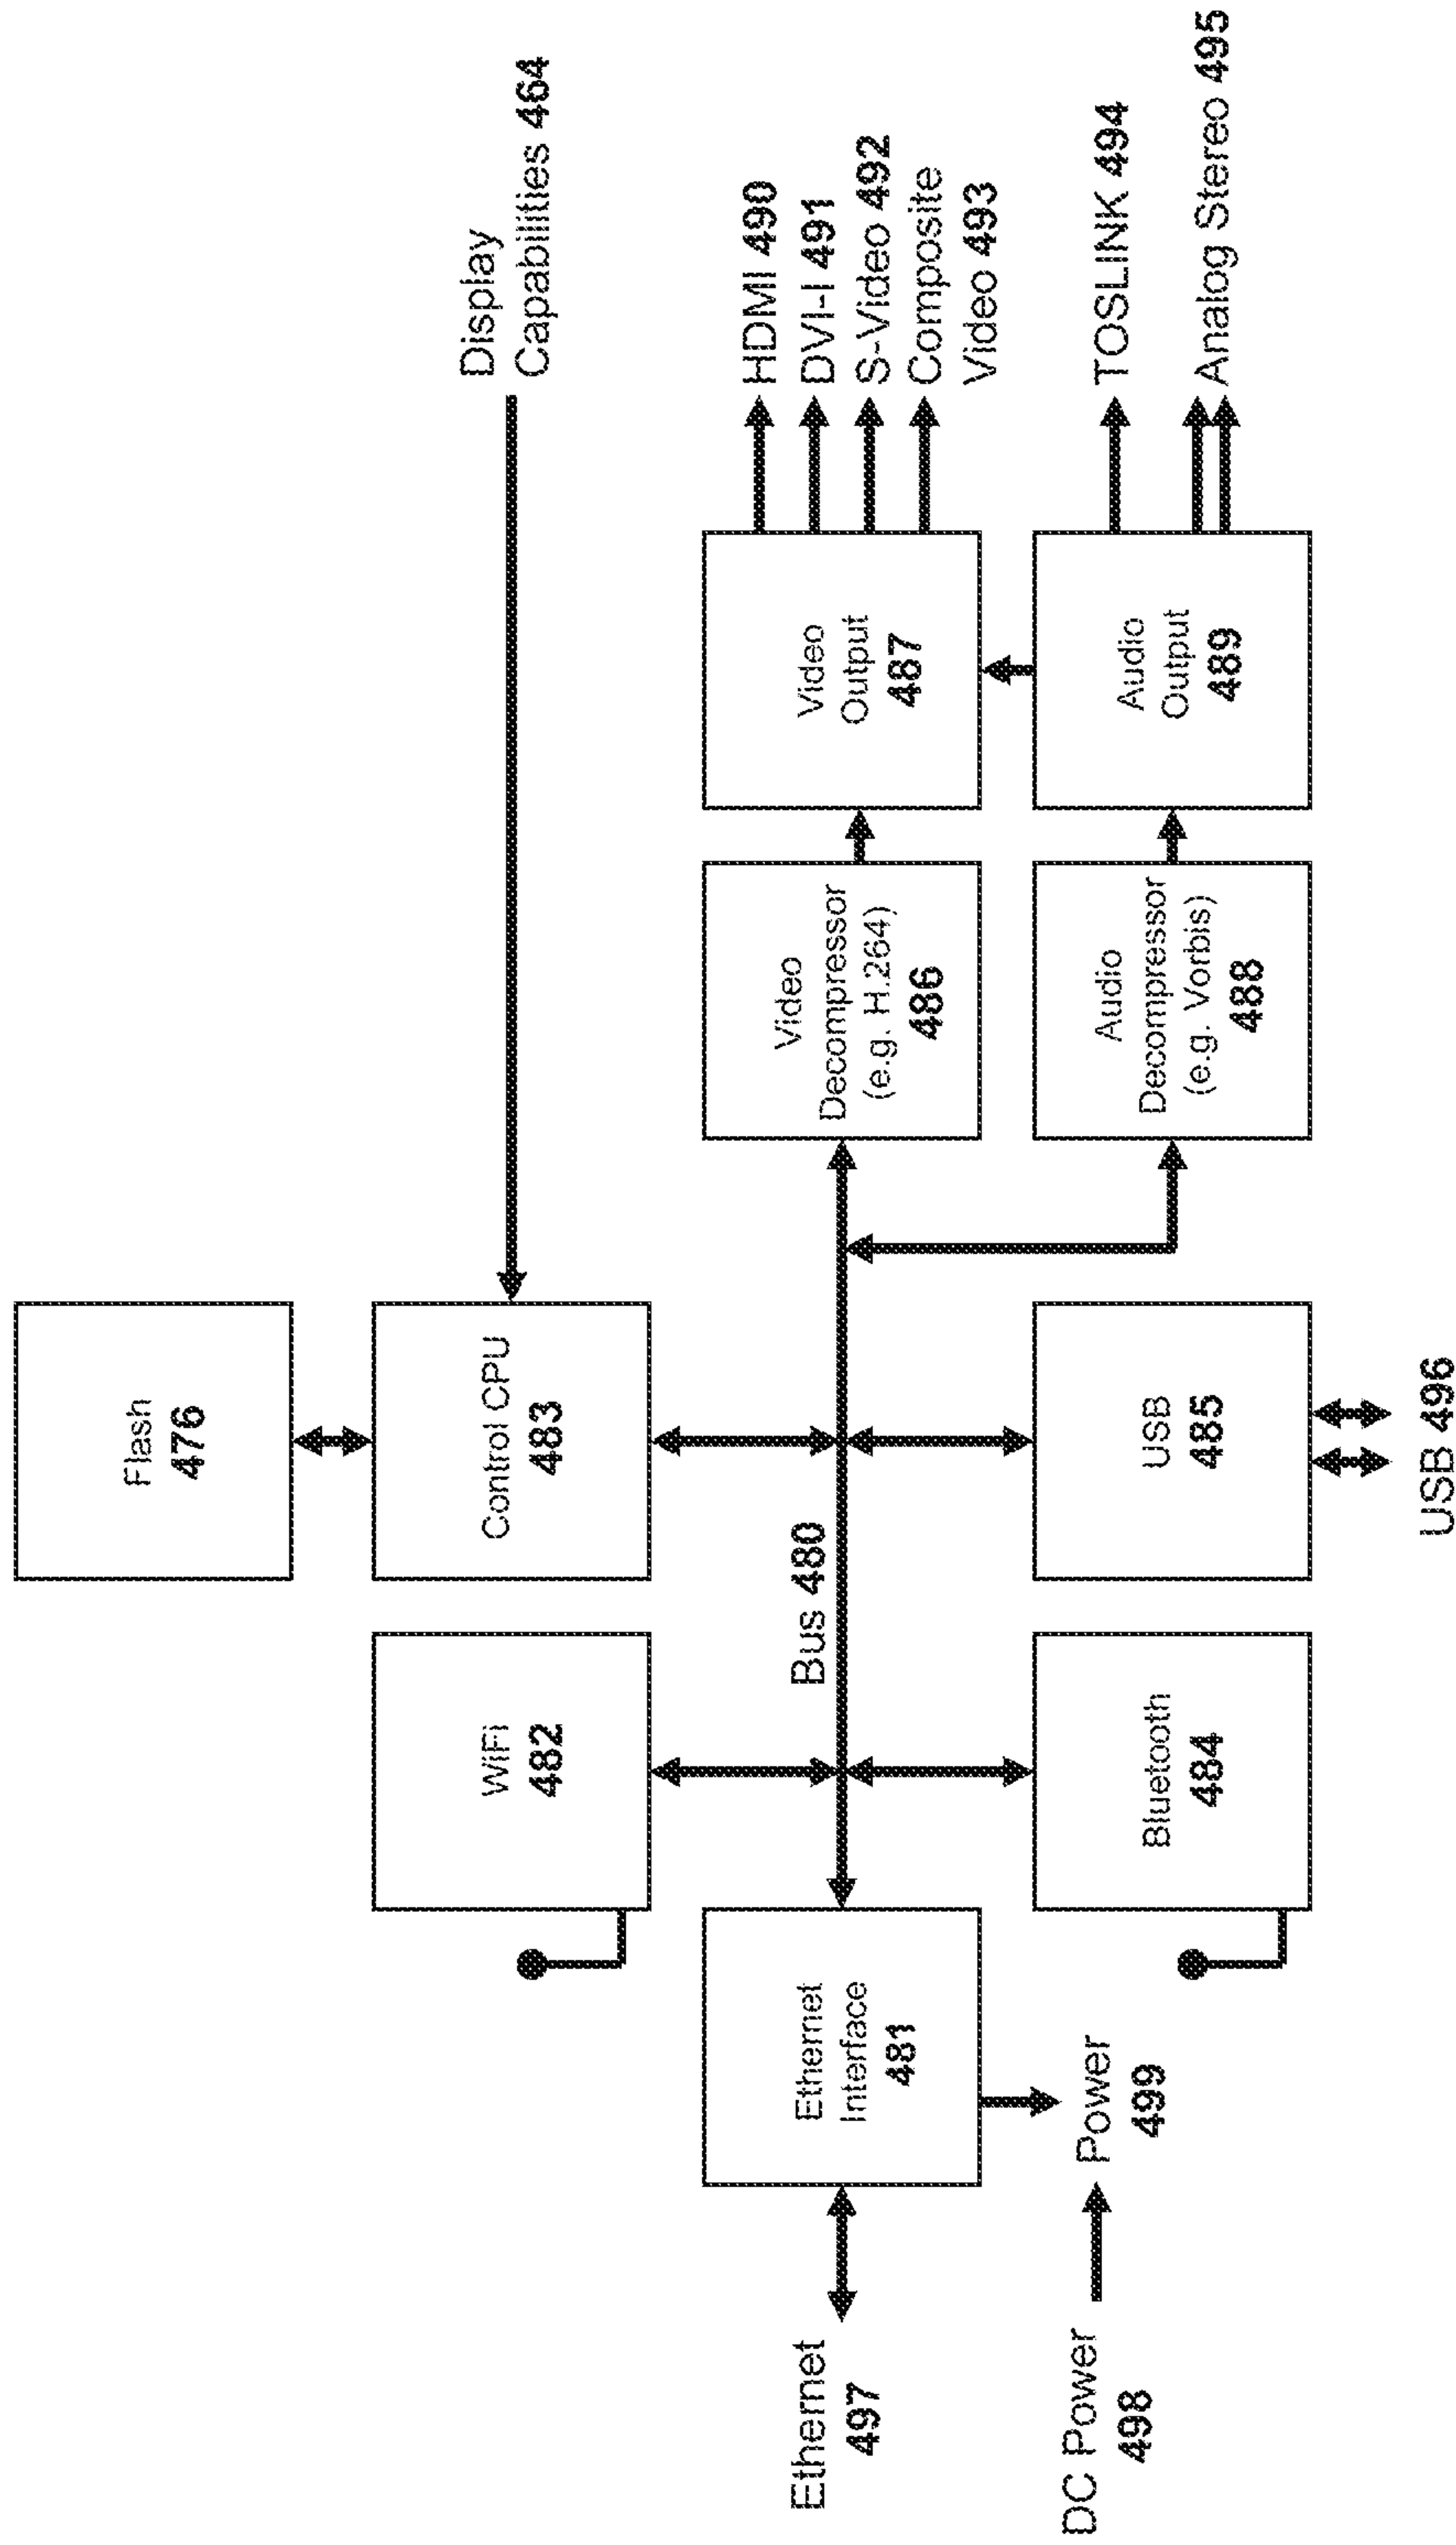 Flash
476
Display
Capabilities 464
WiFi
482
Control CPU
483
Bus 480
Ethernet
497
Ethernet
Interface
481
Video
Decompressor
(e.g. H.264)
486
Video
Output
487
HDMI 490
DVI-I 491
S-Video 492
Composite
Video 493
DC Power
498
Power
499
Bluetooth
484
USB
485
Audio
Decompressor
(e.g. Vorbis)
488
Audio
Output
489
TOSLINK 494
Analog Stereo 495
USB 496